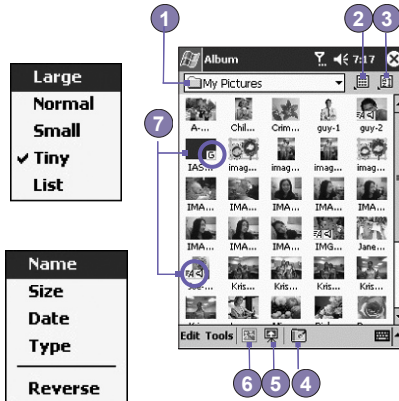 1
2 3
Large
Normal
Small
Tiny
List
Album 7:17
My Pictures
7
A-... Chil... Crim... guy-1 guy-2
G
IAS... imag... imag... imag... imag...
IMA... IMA... IMA... IMA... IMA...
IMA... IMA... IMA... IMG... Jane...
Kris... Kris... Kris... Kris...
Name
Size
Date
Type
Reverse
Edit Tools
6 5 4